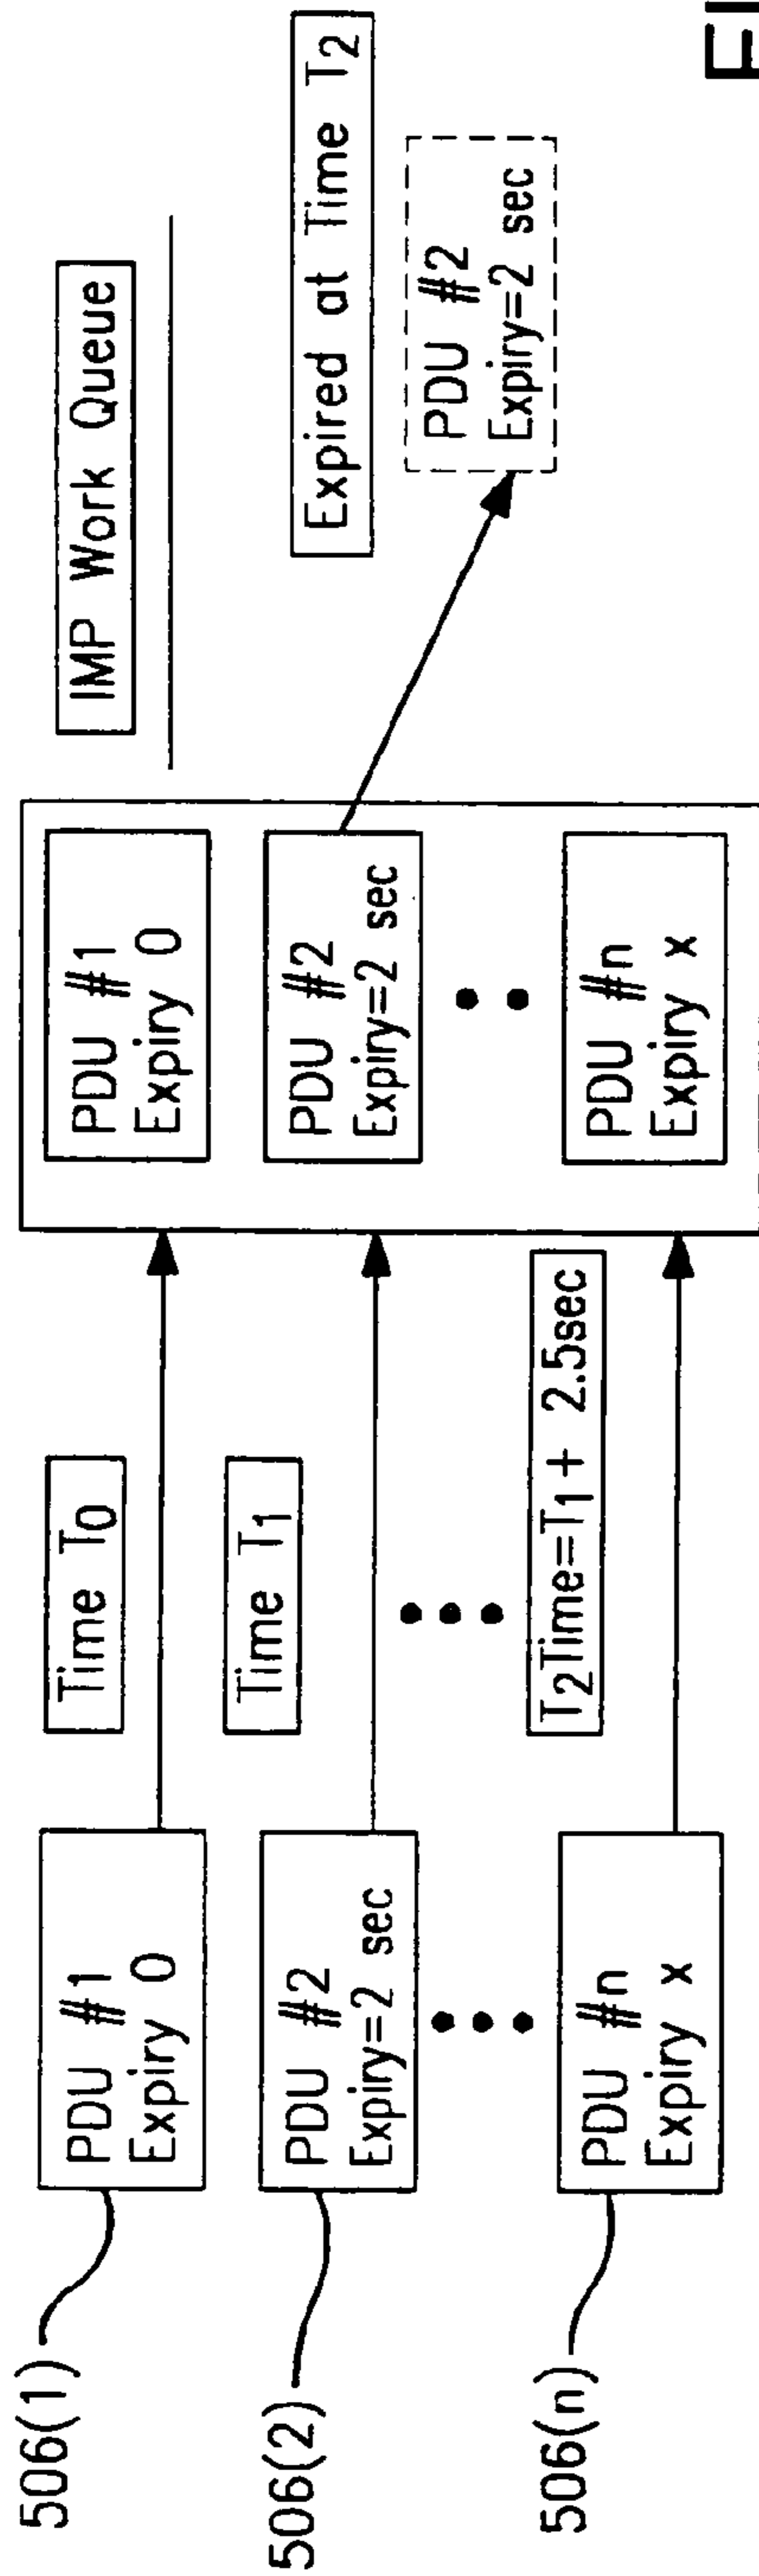 506(1)
PDU #1
Expiry 0
Time T0
PDU #1
Expiry 0
IMP Work Queue
506(2)
PDU #2
Expiry=2 sec
Time T1
PDU #2
Expiry=2 sec
Expired at Time T2
PDU #2
Expiry=2 sec
506(n)
PDU #n
Expiry x
T2Time=T1+ 2.5sec
PDU #n
Expiry x